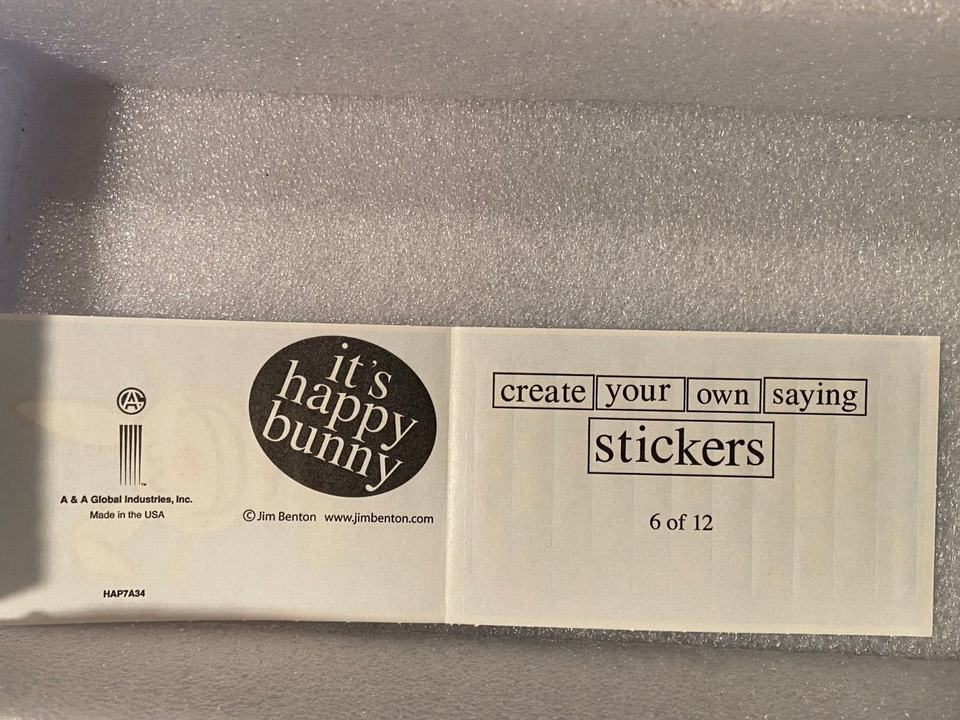 it's
happy
bunny
A & A Global Industries, Inc.
Made in the USA
© Jim Benton www.jimbenton.com
HAP7A34
create your own saying
stickers
6 of 12